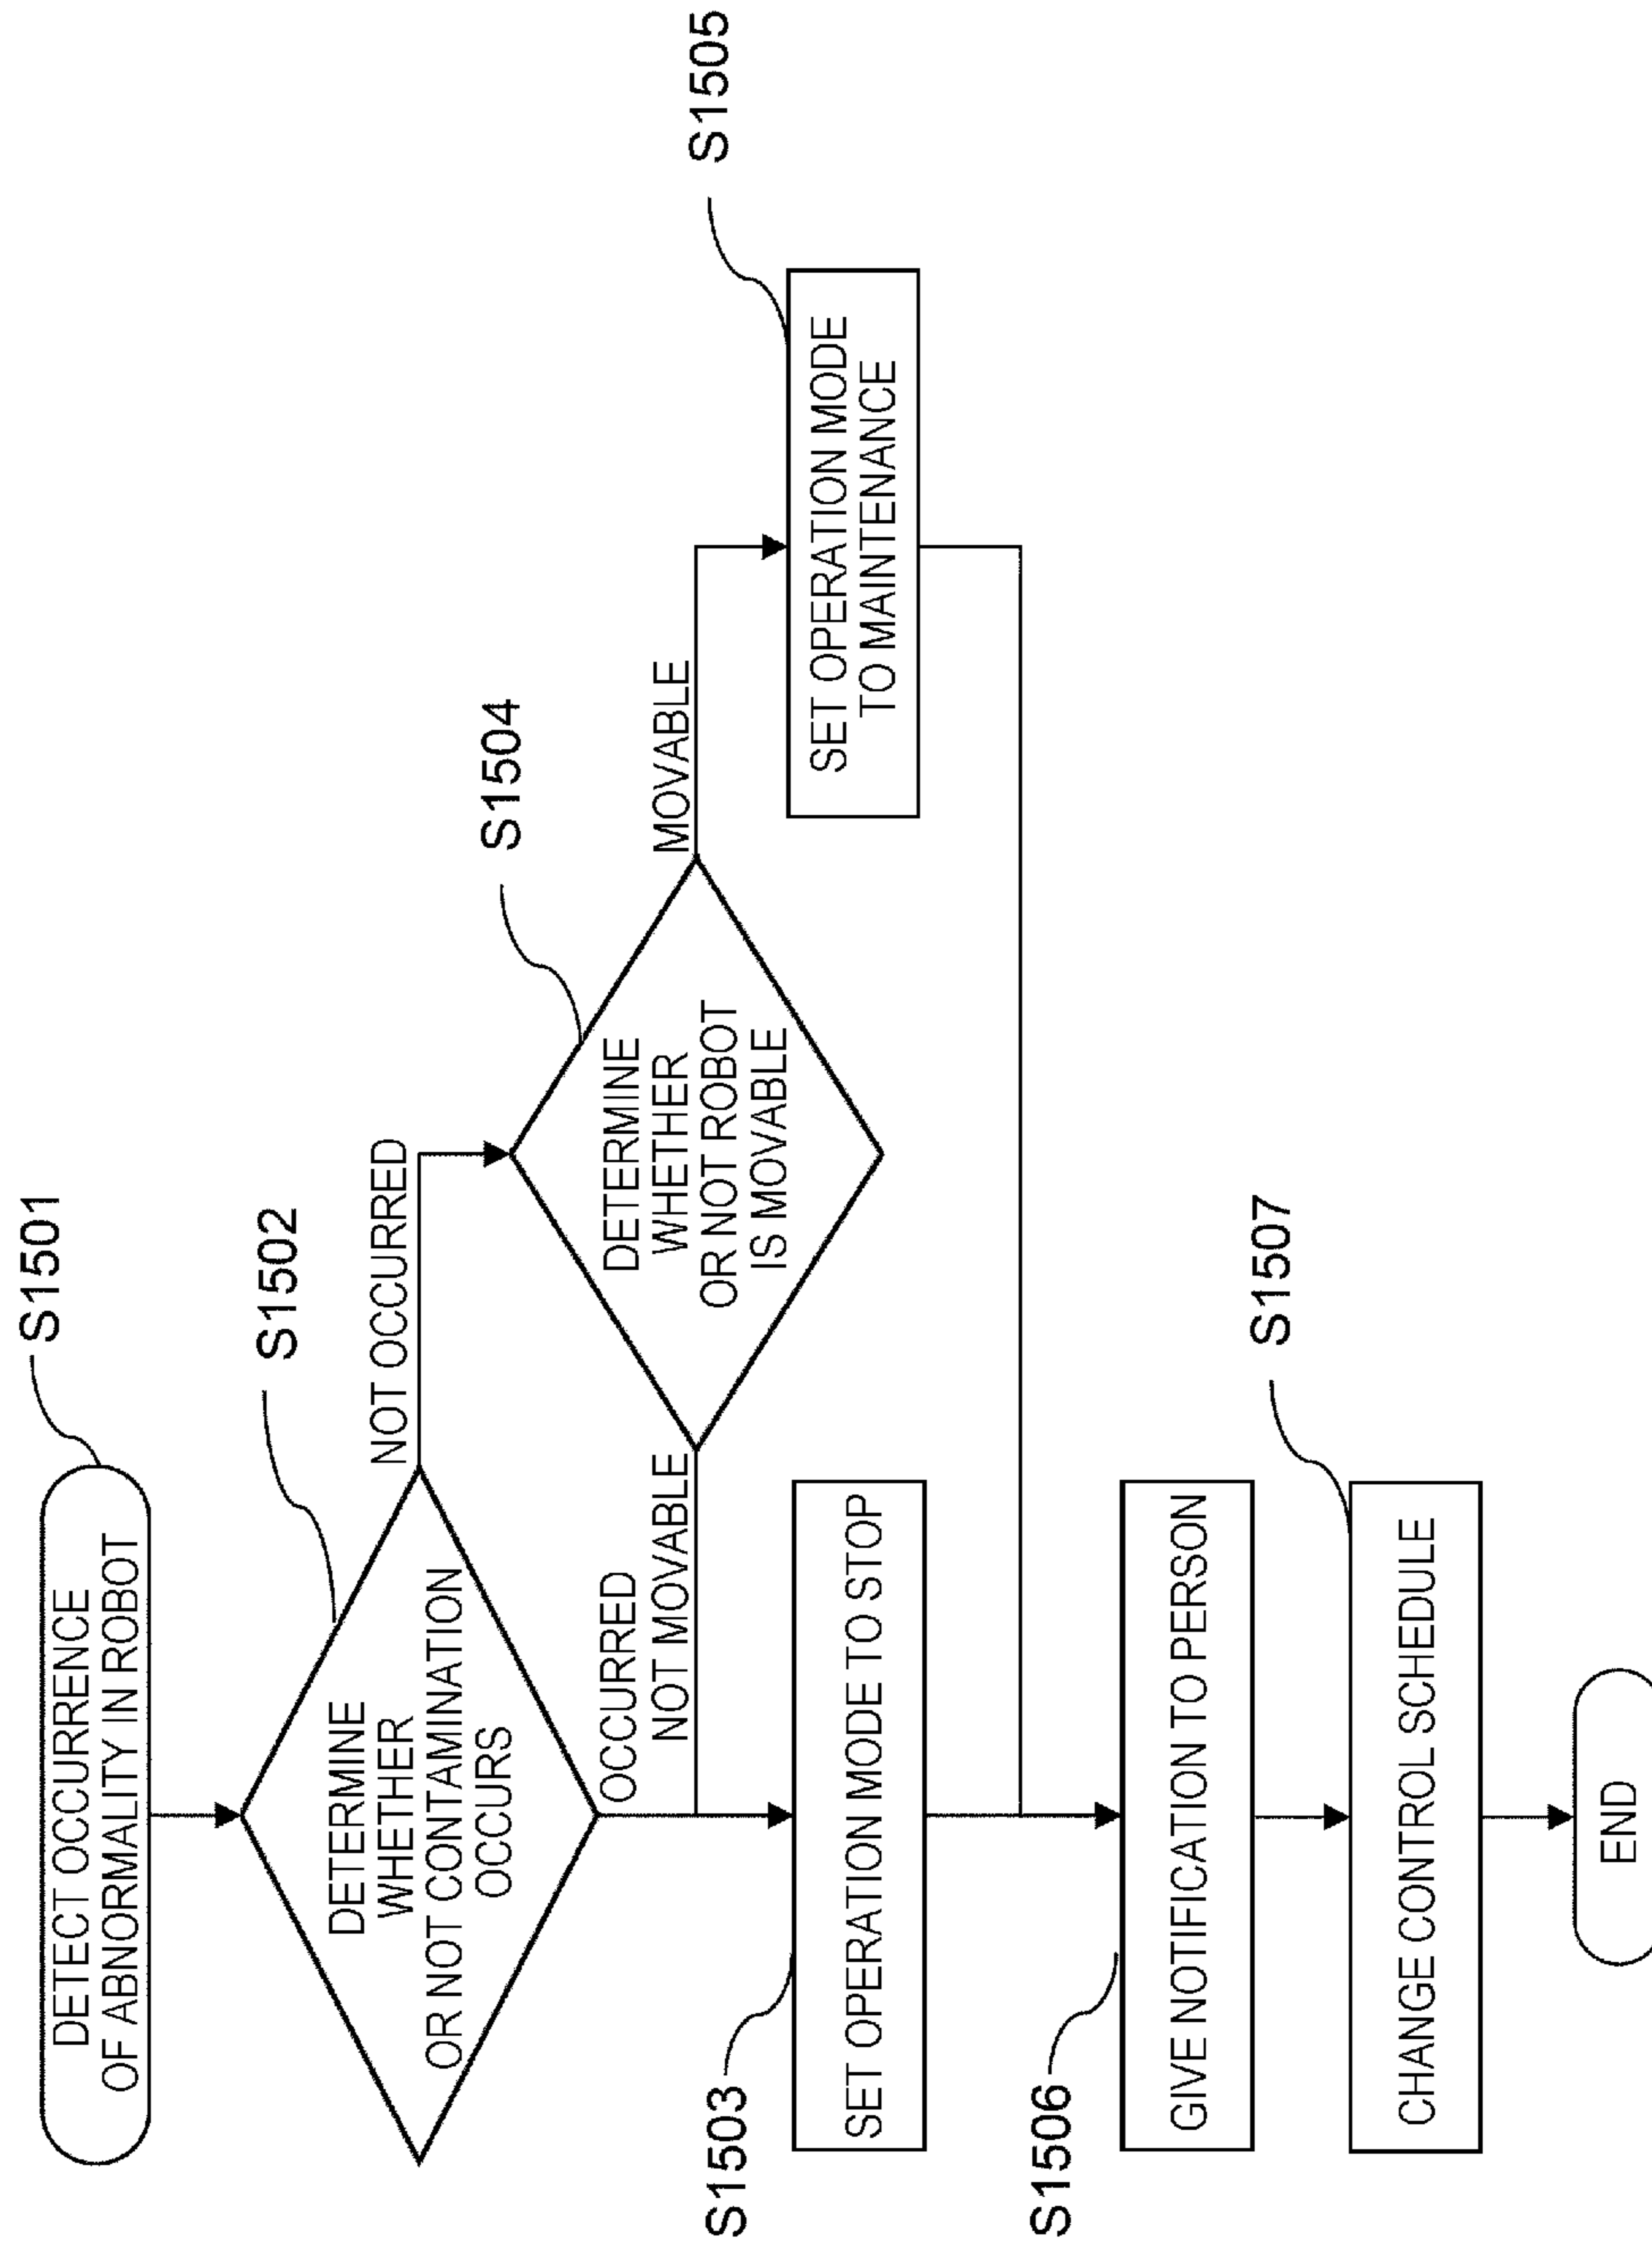 S1501
DETECT OCCURRENCE
OF ABNORMALITY IN ROBOT
S1502
DETERMINE
WHETHER
OR NOT CONTAMINATION
OCCURS
NOT OCCURRED
OCCURRED
S1504
DETERMINE
WHETHER
OR NOT ROBOT
IS MOVABLE
NOT MOVABLE
MOVABLE
S1503
SET OPERATION MODE TO STOP
S1505
SET OPERATION MODE
TO MAINTENANCE
S1506
GIVE NOTIFICATION TO PERSON
S1507
CHANGE CONTROL SCHEDULE
END